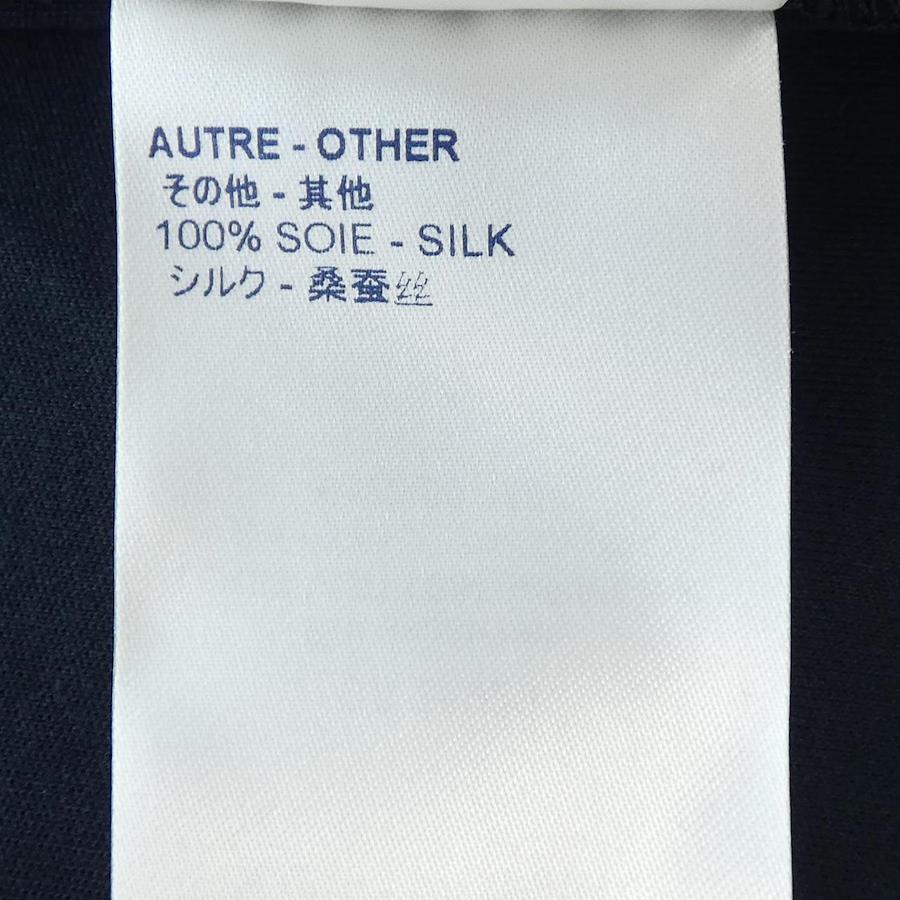 AUTRE - OTHER
その他 - 其他
100% SOIE - SILK
シルク - 桑蚕丝